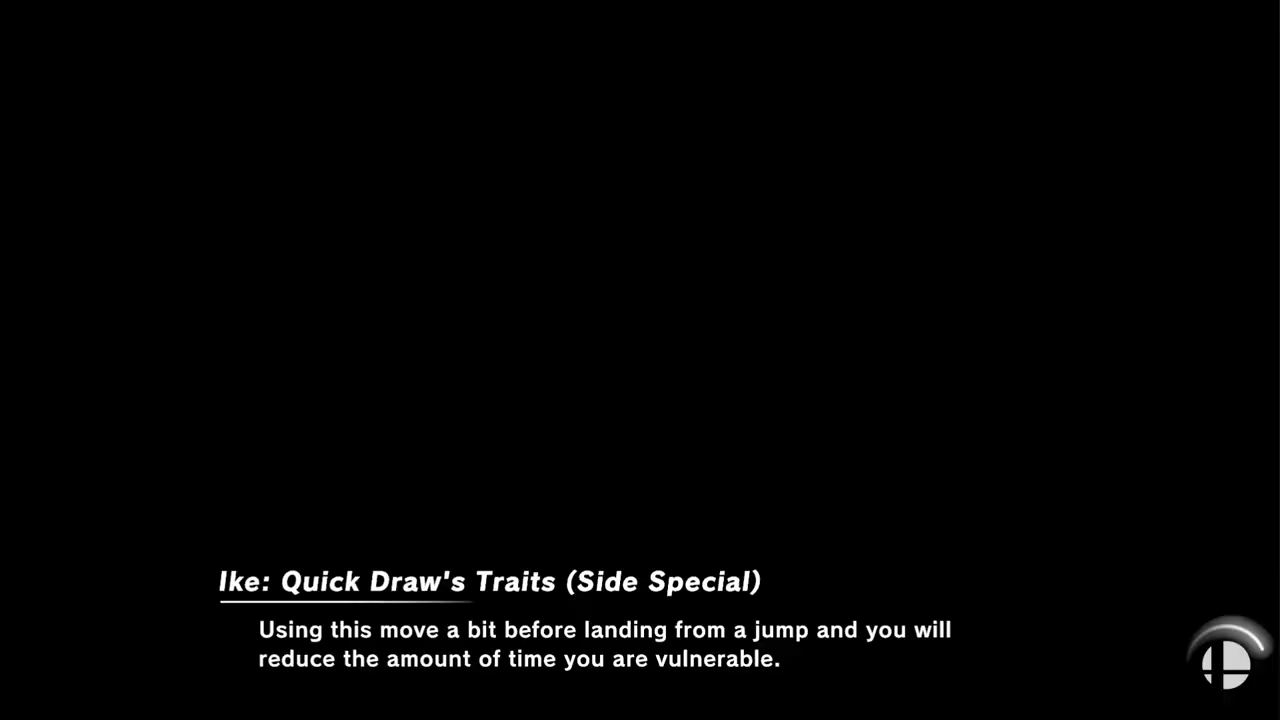 Ike: Quick Draw's Traits (Side Special)
Using this move a bit before landing from a jump and you will
reduce the amount of time you are vulnerable.